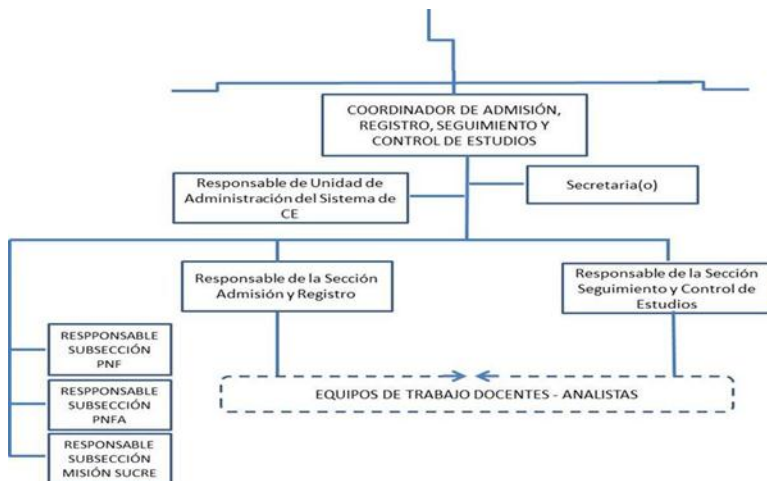 COORDINADOR DE ADMISIÓN,
REGISTRO, SEGUIMIENTO Y
CONTROL DE ESTUDIOS
Responsable de Unidad de
Administración del Sistema de
CE
Secretaria(o)
Responsable de la Sección
Admisión y Registro
Responsable de la Sección
Seguimiento y Control de
Estudios
RESPPONSABLE
SUBSECCIÓN
PNF
RESPPONSABLE
SUBSECCIÓN
PNFA
RESPONSABLE
SUBSECCIÓN
MISIÓN SUCRE
EQUIPOS DE TRABAJO DOCENTES - ANALISTAS